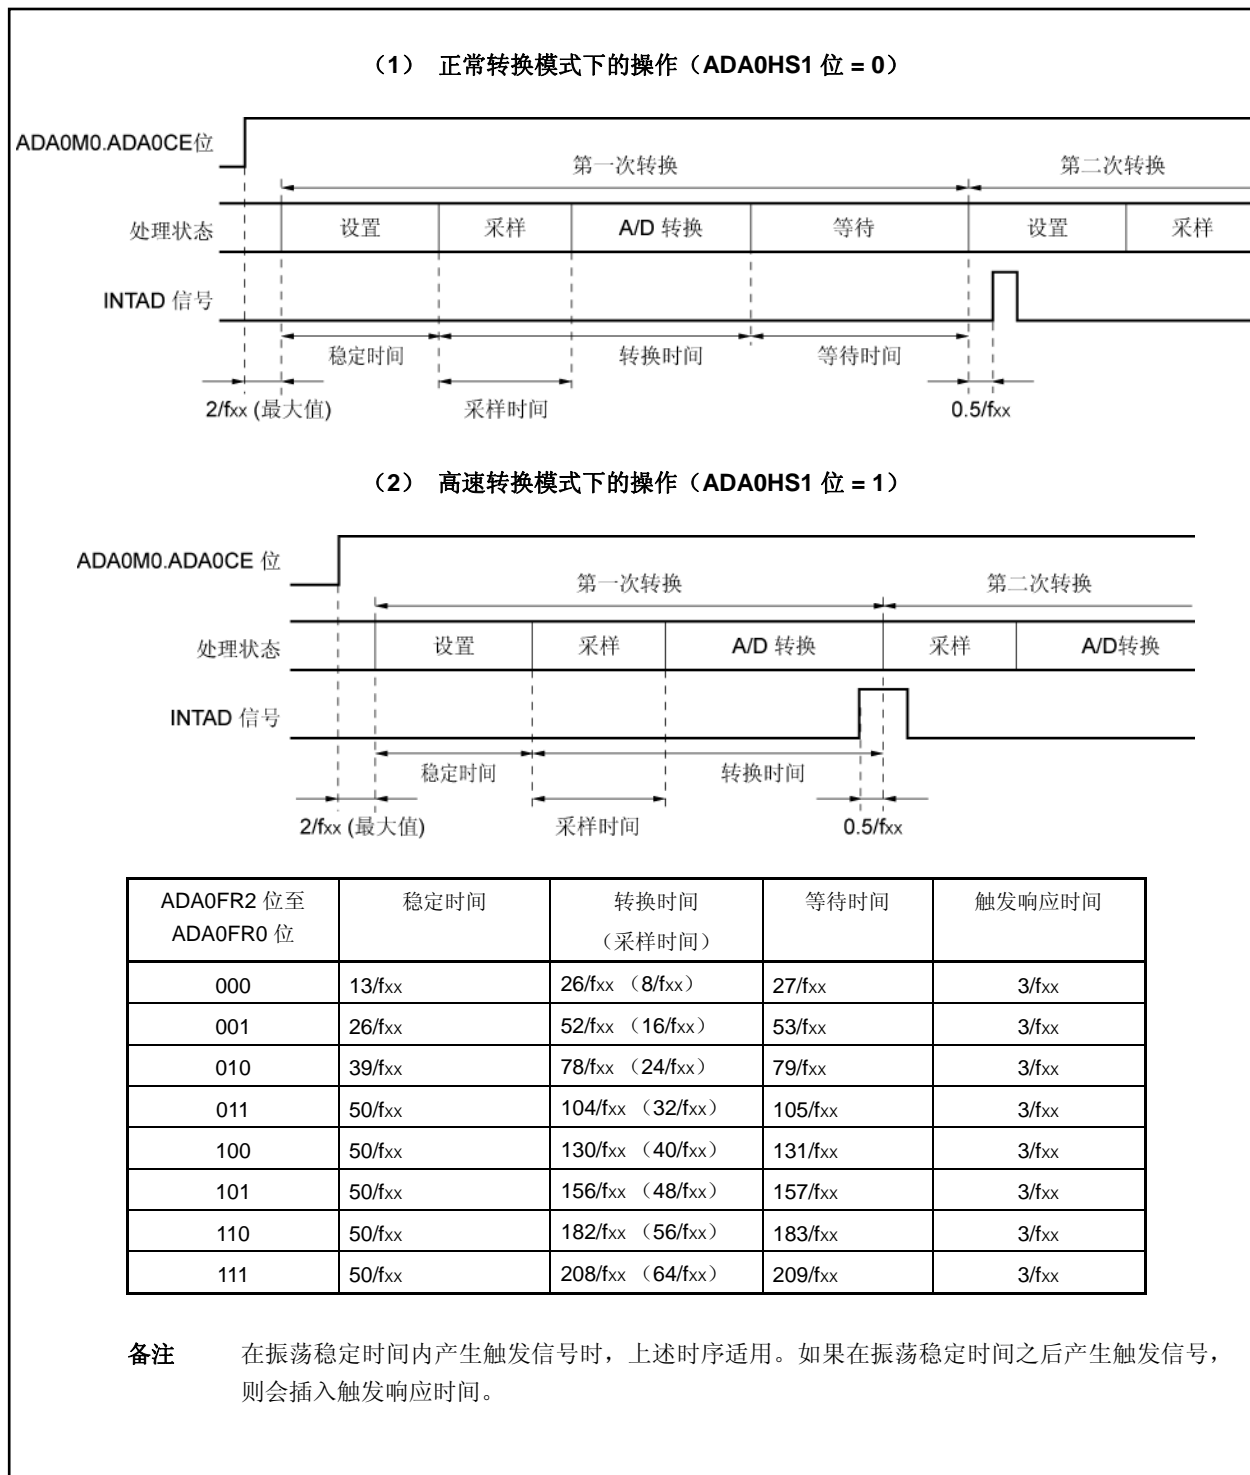 （1） 正常转换模式下的操作（ADA0HS1 位 = 0）
ADA0M0.ADA0CE位
第一次转换 第二次转换
处理状态 设置 采样 A/D 转换 等待 设置 采样
INTAD 信号
稳定时间 转换时间 等待时间
2/fxx (最大值) 采样时间 0.5/fxx
（2） 高速转换模式下的操作（ADA0HS1 位 = 1）
ADA0M0.ADA0CE 位
第一次转换 第二次转换
处理状态 设置 采样 A/D 转换 采样 A/D转换
INTAD 信号
稳定时间 转换时间
2/fxx (最大值) 采样时间 0.5/fxx
ADA0FR2 位至 稳定时间 转换时间 等待时间 触发响应时间
ADA0FR0 位 （采样时间）
000 13/fxx 26/fxx （8/fxx） 27/fxx 3/fxx
001 26/fxx 52/fxx （16/fxx） 53/fxx 3/fxx
010 39/fxx 78/fxx （24/fxx） 79/fxx 3/fxx
011 50/fxx 104/fxx （32/fxx） 105/fxx 3/fxx
100 50/fxx 130/fxx （40/fxx） 131/fxx 3/fxx
101 50/fxx 156/fxx （48/fxx） 157/fxx 3/fxx
110 50/fxx 182/fxx （56/fxx） 183/fxx 3/fxx
111 50/fxx 208/fxx （64/fxx） 209/fxx 3/fxx
备注 在振荡稳定时间内产生触发信号时，上述时序适用。如果在振荡稳定时间之后产生触发信号，
则会插入触发响应时间。